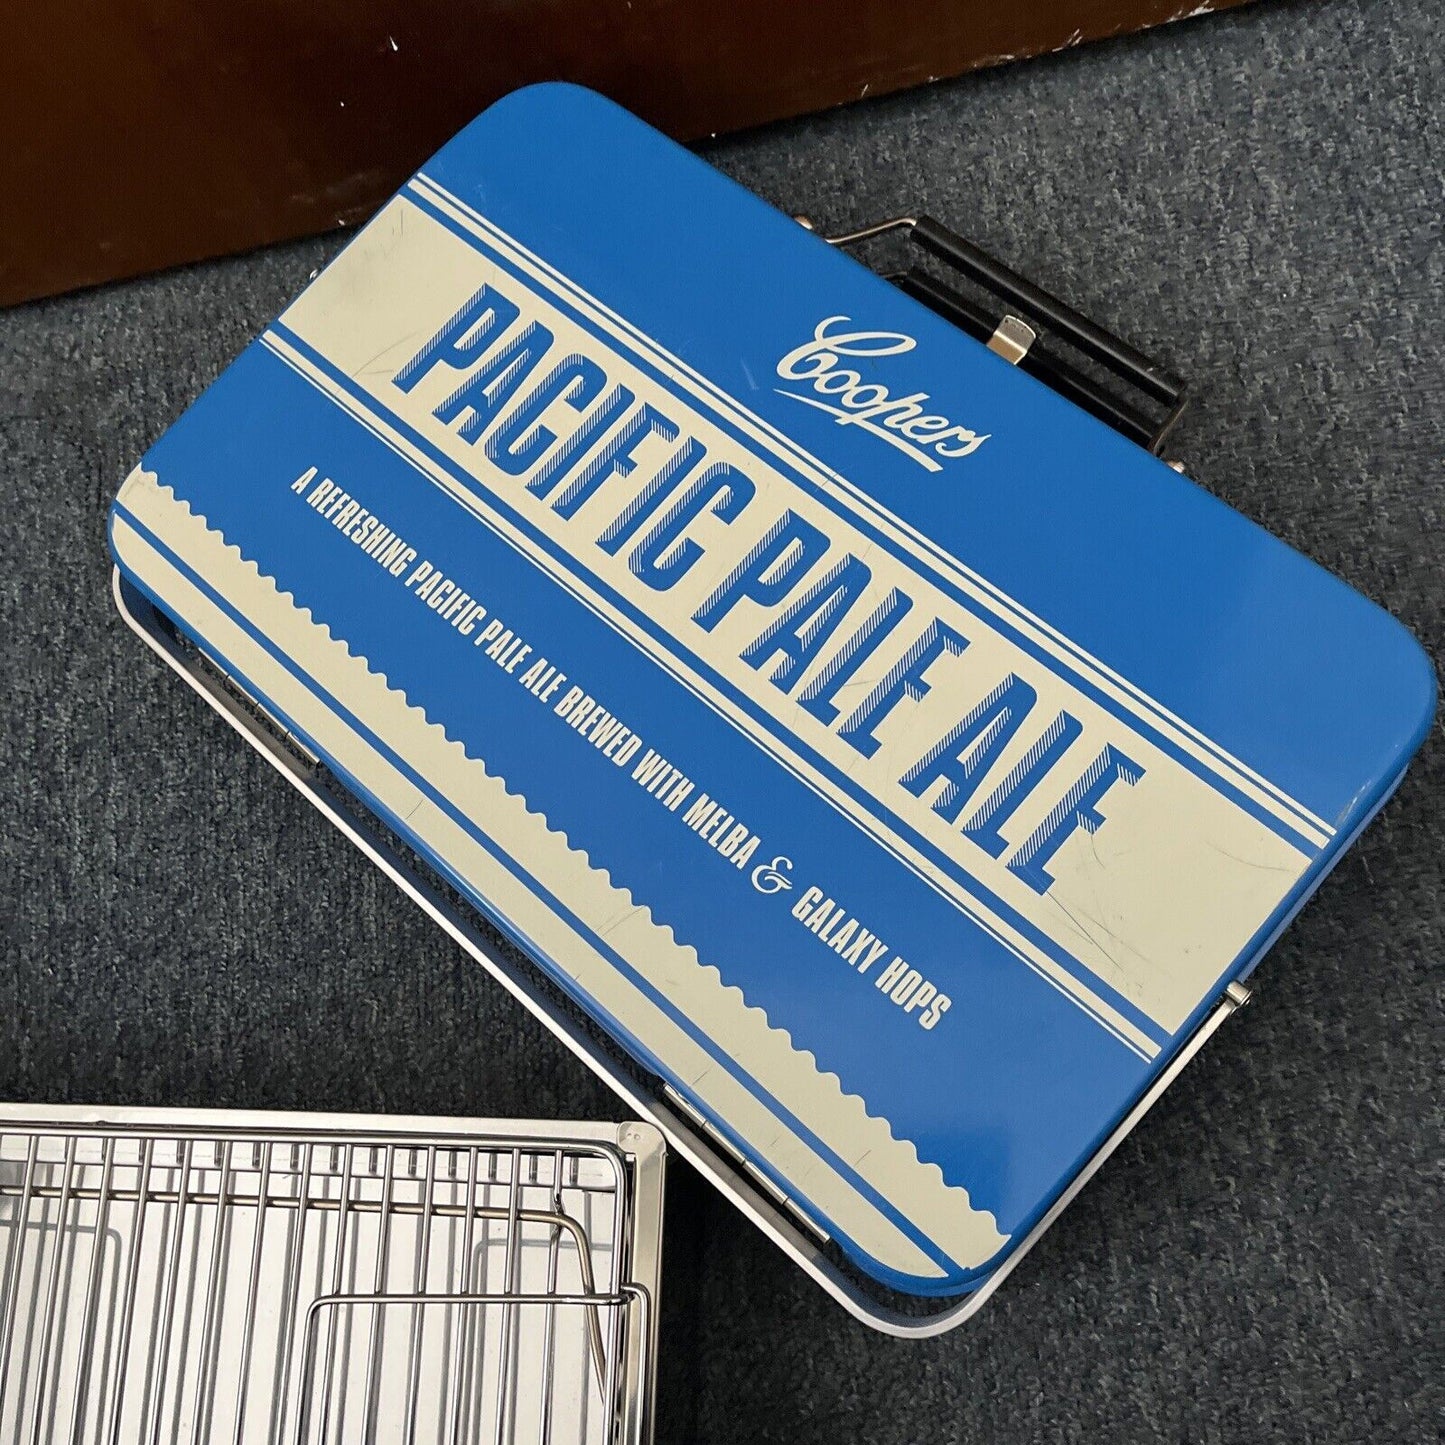 Coopers
PACIFIC PALE ALE
A REFRESHING PACIFIC PALE ALE BREWED WITH MELBA & GALAXY HOPS